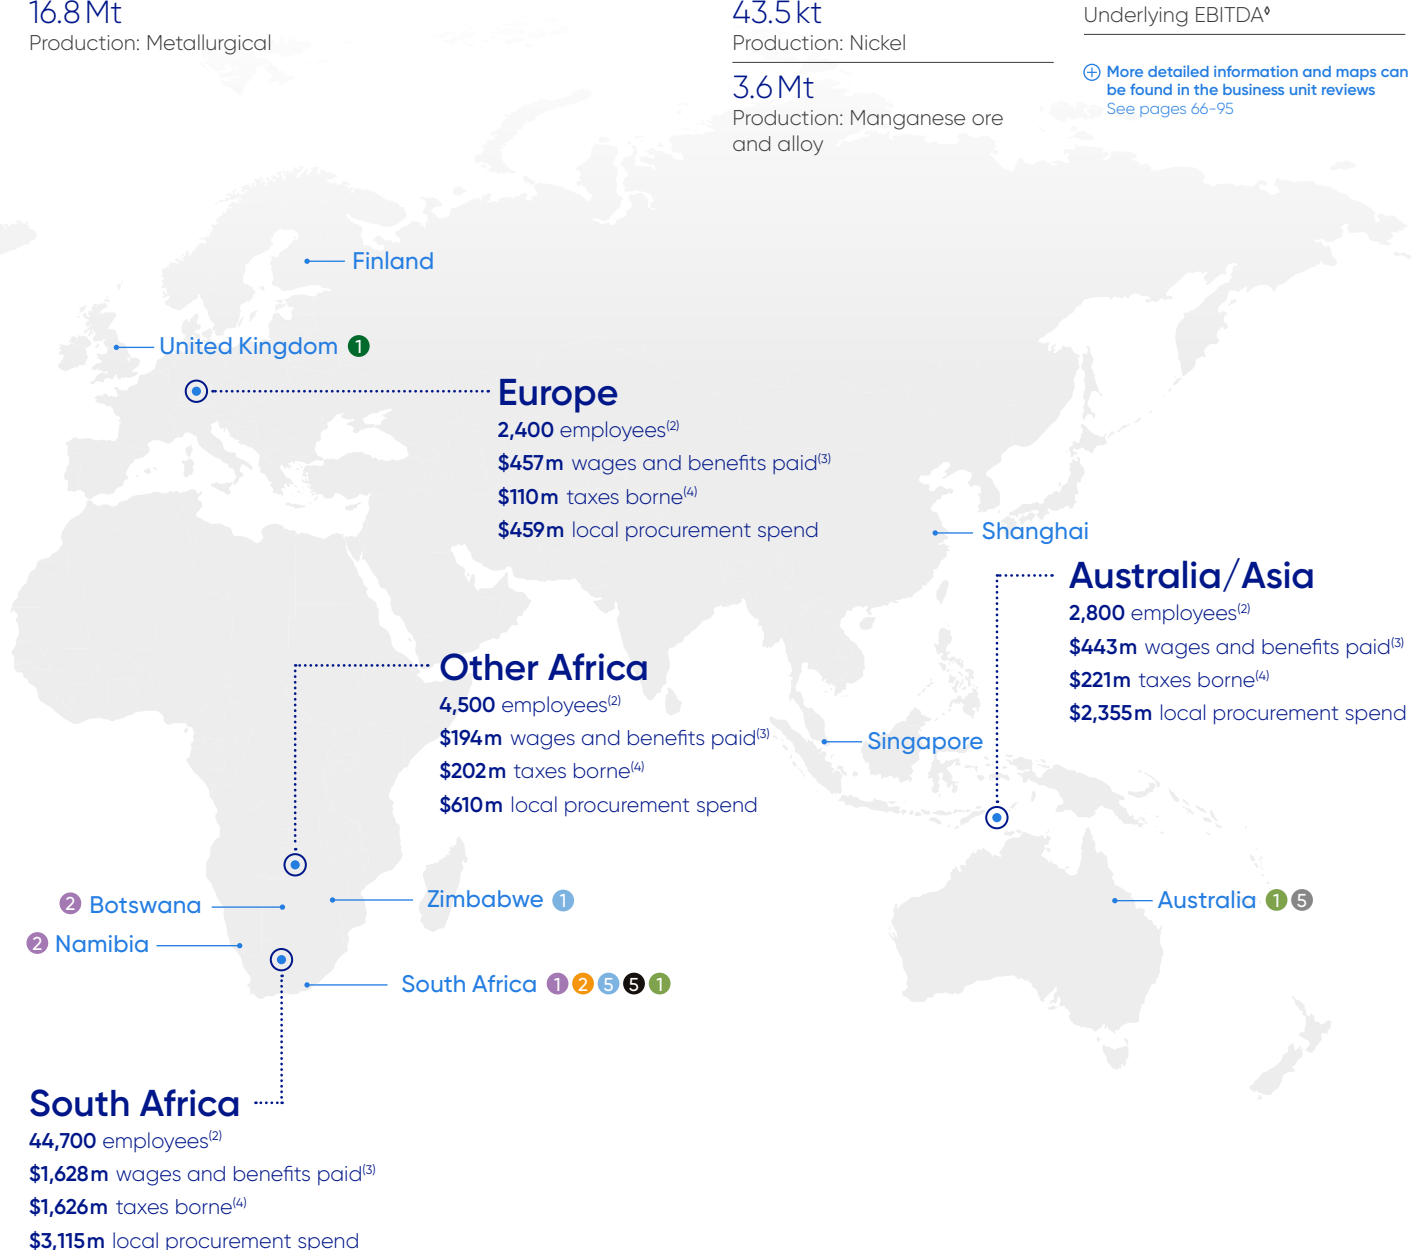 16.8 Mt
Production: Metallurgical
43.5 kt
Production: Nickel
3.6 Mt
Production: Manganese ore
and alloy
Underlying EBITDA◊
More detailed information and maps can
be found in the business unit reviews
See pages 66-95
Finland
United Kingdom 1
Europe
2,400 employees(2)
$457m wages and benefits paid(3)
$110m taxes borne(4)
$459m local procurement spend
Shanghai
Australia/Asia
2,800 employees(2)
$443m wages and benefits paid(3)
$221m taxes borne(4)
$2,355m local procurement spend
Other Africa
4,500 employees(2)
$194m wages and benefits paid(3)
$202m taxes borne(4)
$610m local procurement spend
Singapore
2 Botswana
Zimbabwe 1
Australia 1 5
2 Namibia
South Africa 1 2 5 5 1
South Africa
44,700 employees(2)
$1,628m wages and benefits paid(3)
$1,626m taxes borne(4)
$3,115m local procurement spend